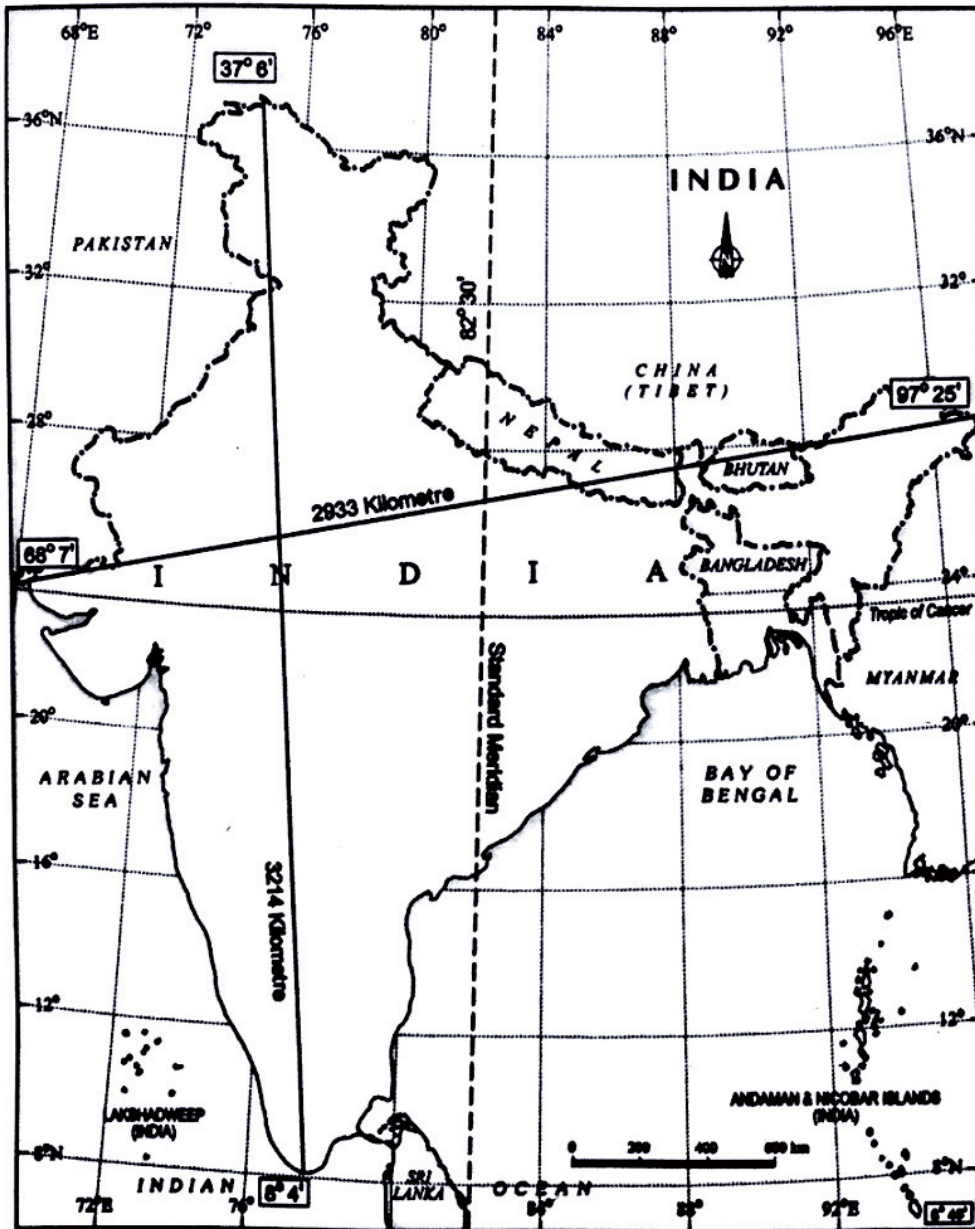 68°E 72° 76 80° 84° 88° 92° 96°E
37° 6'
36°N
36°N
INDIA
N
PAKISTAN
32°
32°
82° 30'
CHINA
(TIBET)
97° 25'
28°
NEPAL
BHUTAN
2933 Kilometre
68° 7'
I N D I A
BANGLADESH
24°
Tropic of Cancer
MYANMAR
20°
20°
Standard Meridian
ARABIAN
SEA
BAY OF
BENGAL
16°
3214 Kilometre
12°
12°
LAKSHADWEEP
(INDIA)
ANDAMAN & NICOBAR ISLANDS
(INDIA)
0 200 400 600 km
8°N
8°N
INDIAN
8° 4'
SRI
LANKA
OCEAN
72°E 76° 84° 88° 92°E
6° 45'